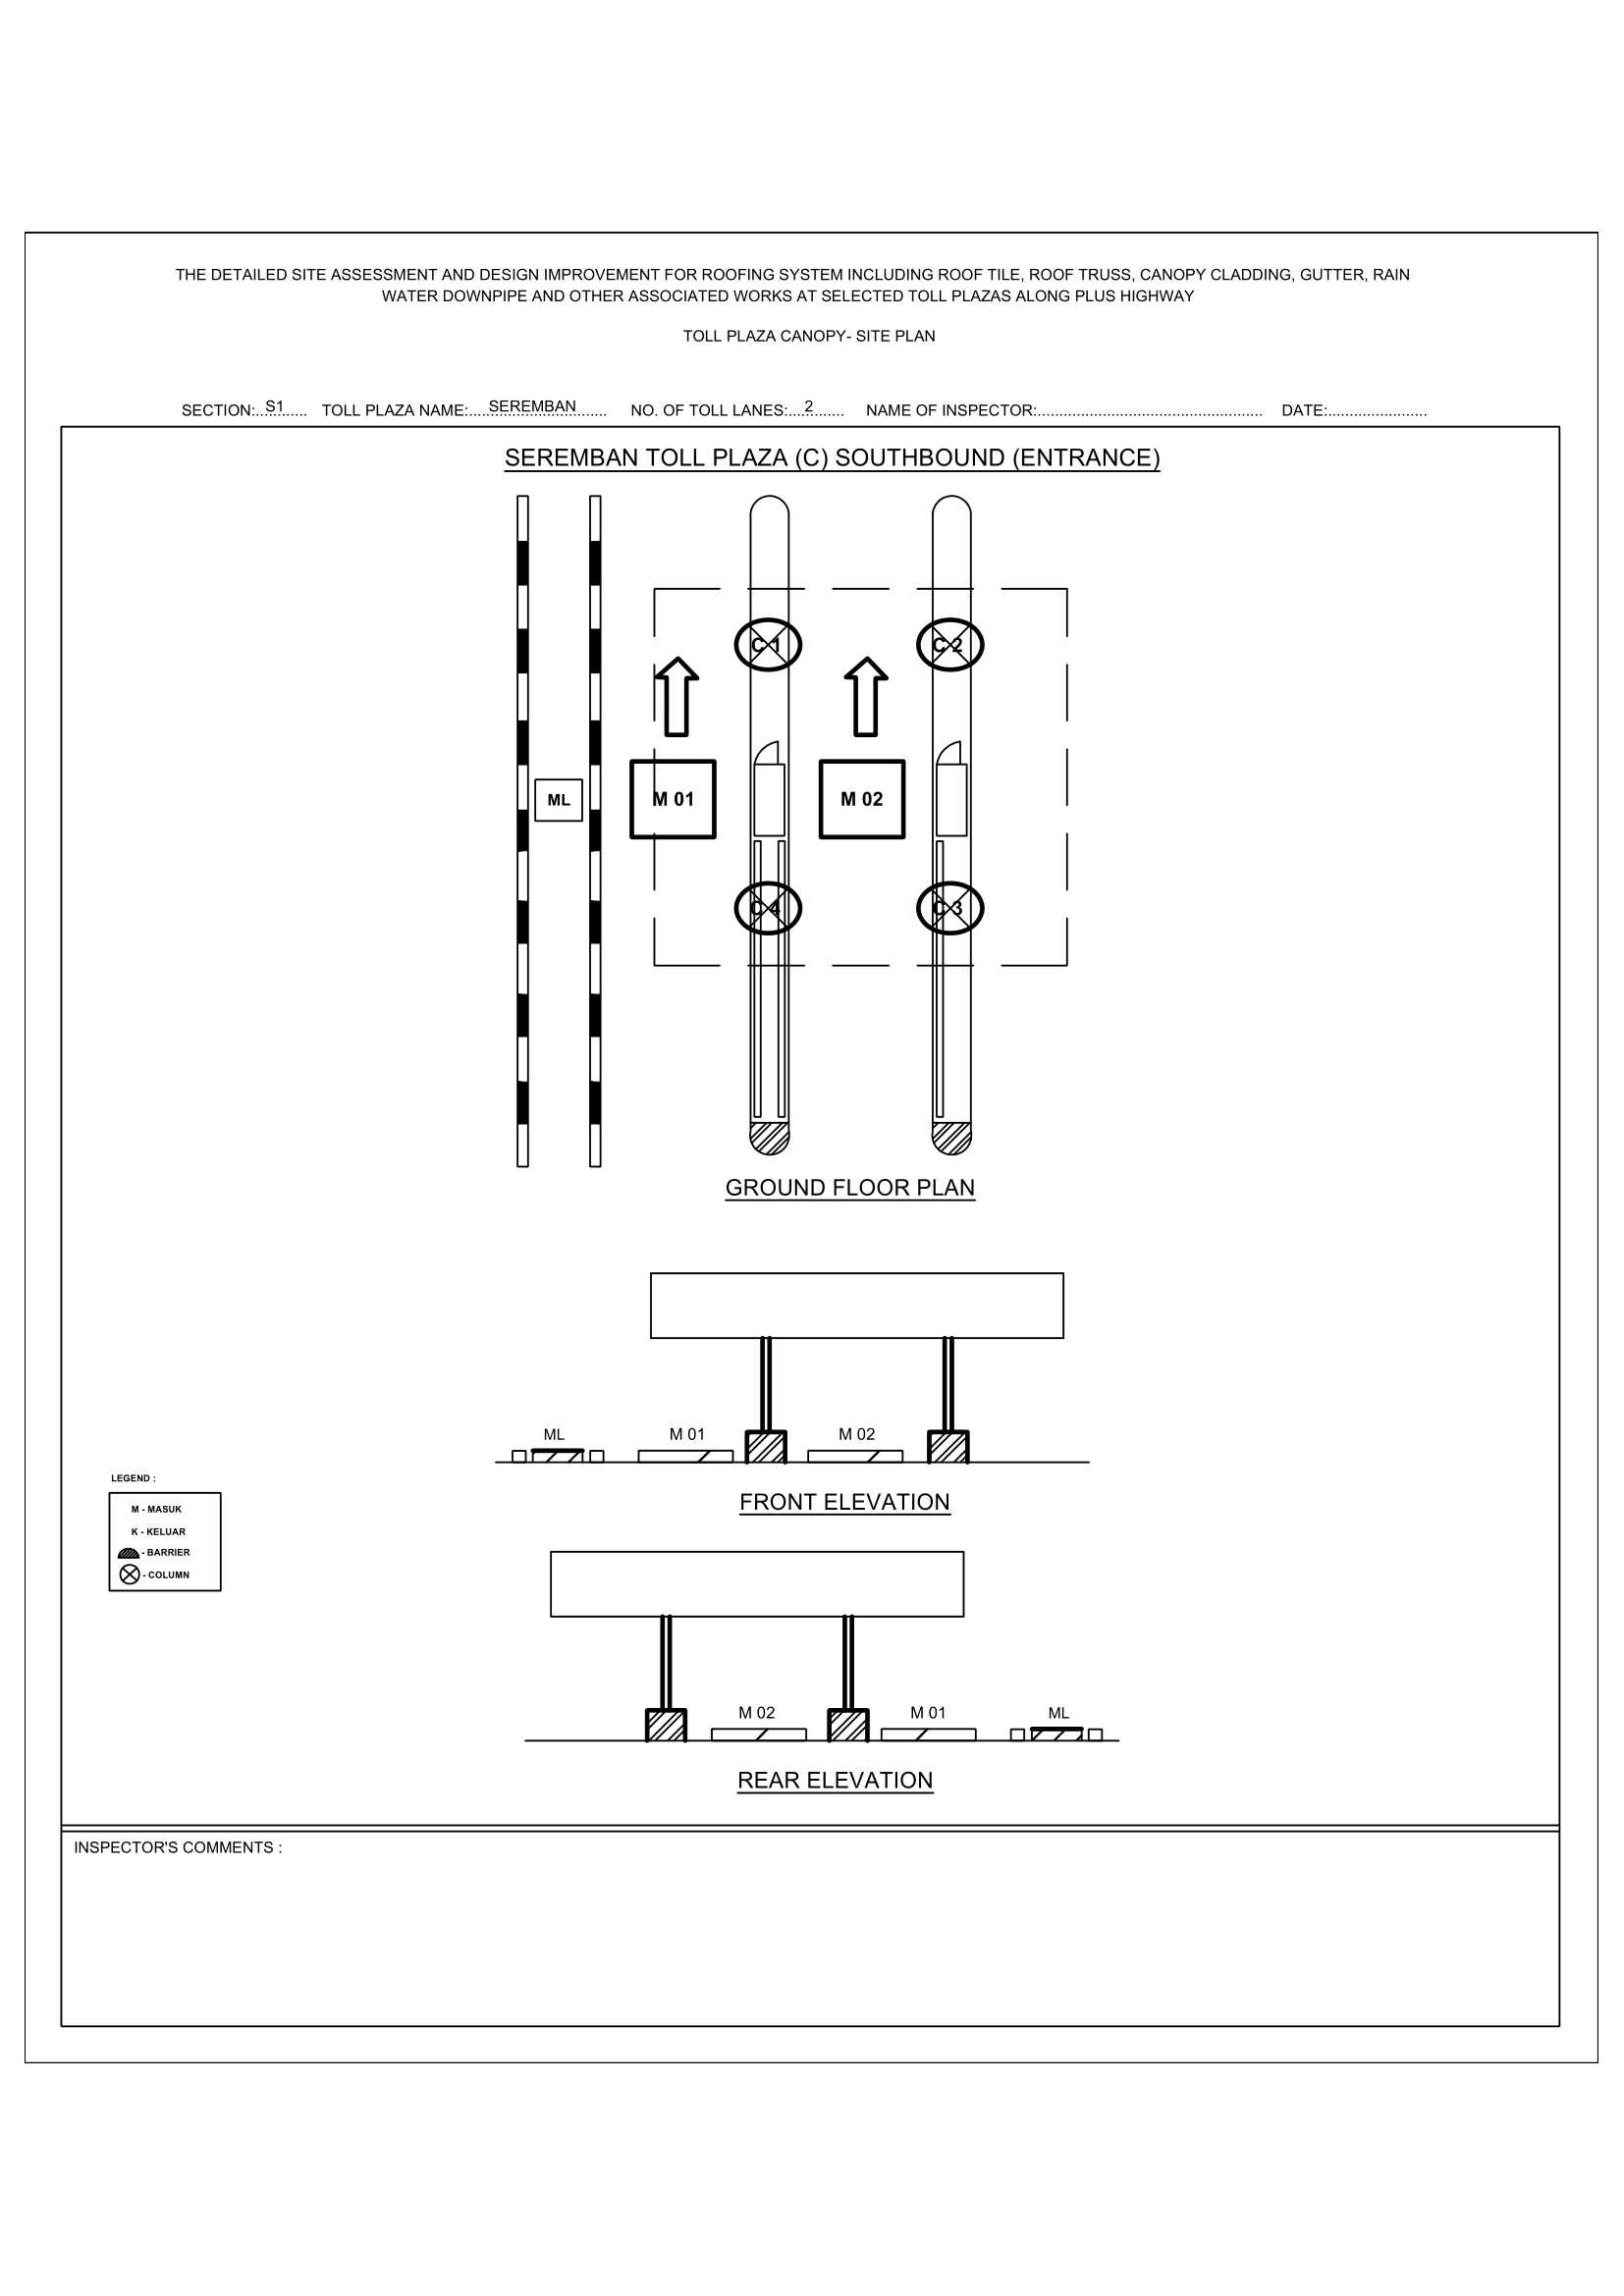 THE DETAILED SITE ASSESSMENT AND DESIGN IMPROVEMENT FOR ROOFING SYSTEM INCLUDING ROOF TILE, ROOF TRUSS, CANOPY CLADDING, GUTTER, RAIN
WATER DOWNPIPE AND OTHER ASSOCIATED WORKS AT SELECTED TOLL PLAZAS ALONG PLUS HIGHWAY
TOLL PLAZA CANOPY- SITE PLAN
SECTION:....S1.... TOLL PLAZA NAME:....SEREMBAN.... NO. OF TOLL LANES:....2.... NAME OF INSPECTOR:.................................................... DATE:.......................
SEREMBAN TOLL PLAZA (C) SOUTHBOUND (ENTRANCE)
C 1 C 2
ML M 01 M 02
C 4 C 3
GROUND FLOOR PLAN
ML M 01 M 02
FRONT ELEVATION
LEGEND :
M - MASUK
K - KELUAR
- BARRIER
- COLUMN
M 02 M 01 ML
REAR ELEVATION
INSPECTOR'S COMMENTS :